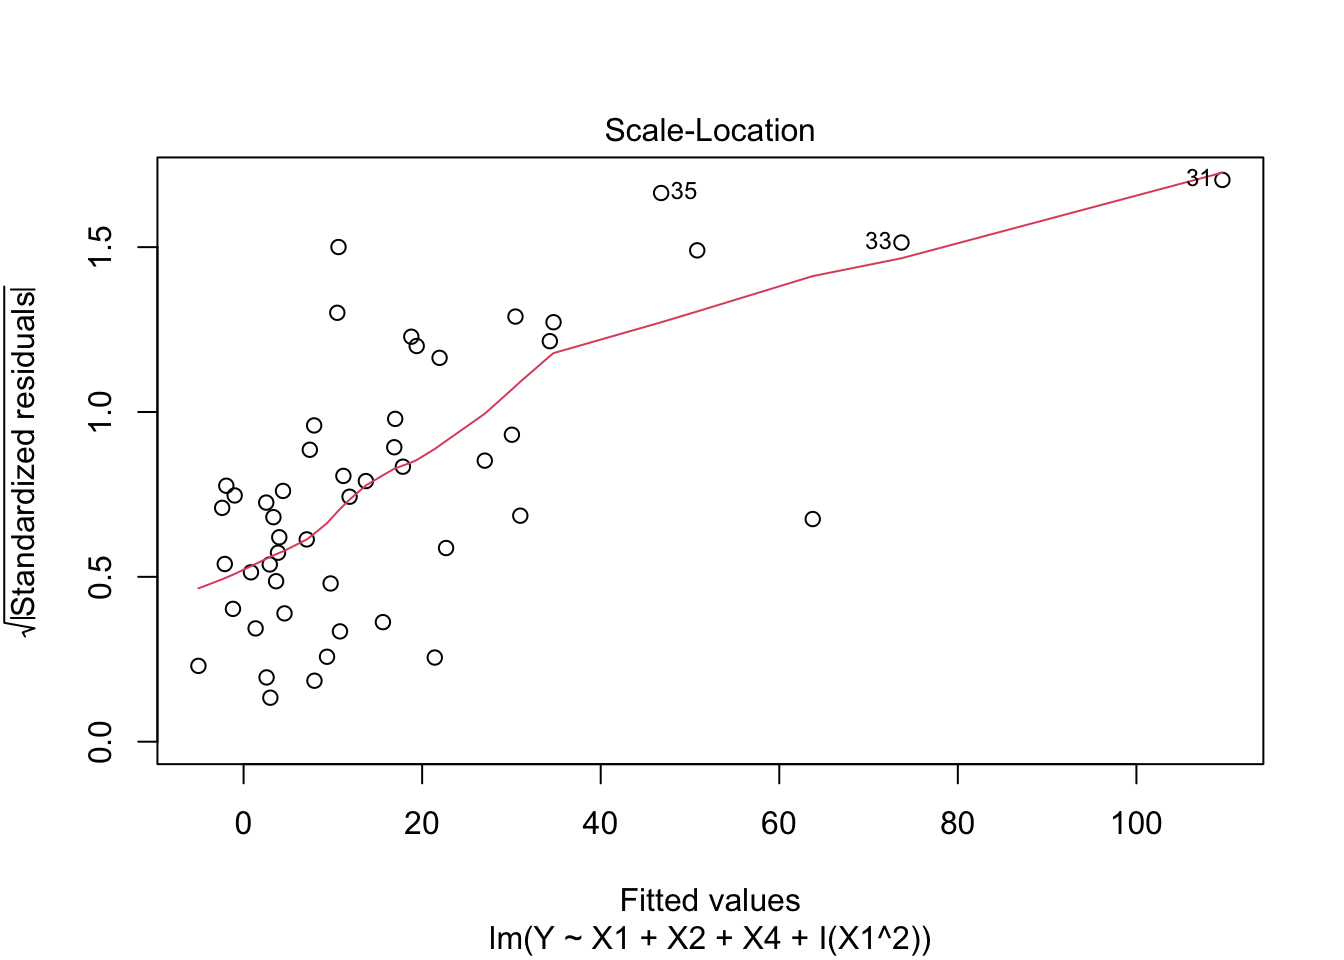 Scale-Location
√|Standardized residuals|
0.0 0.5 1.0 1.5
35
31
33
0 20 40 60 80 100
Fitted values
lm(Y ~ X1 + X2 + X4 + I(X1^2))